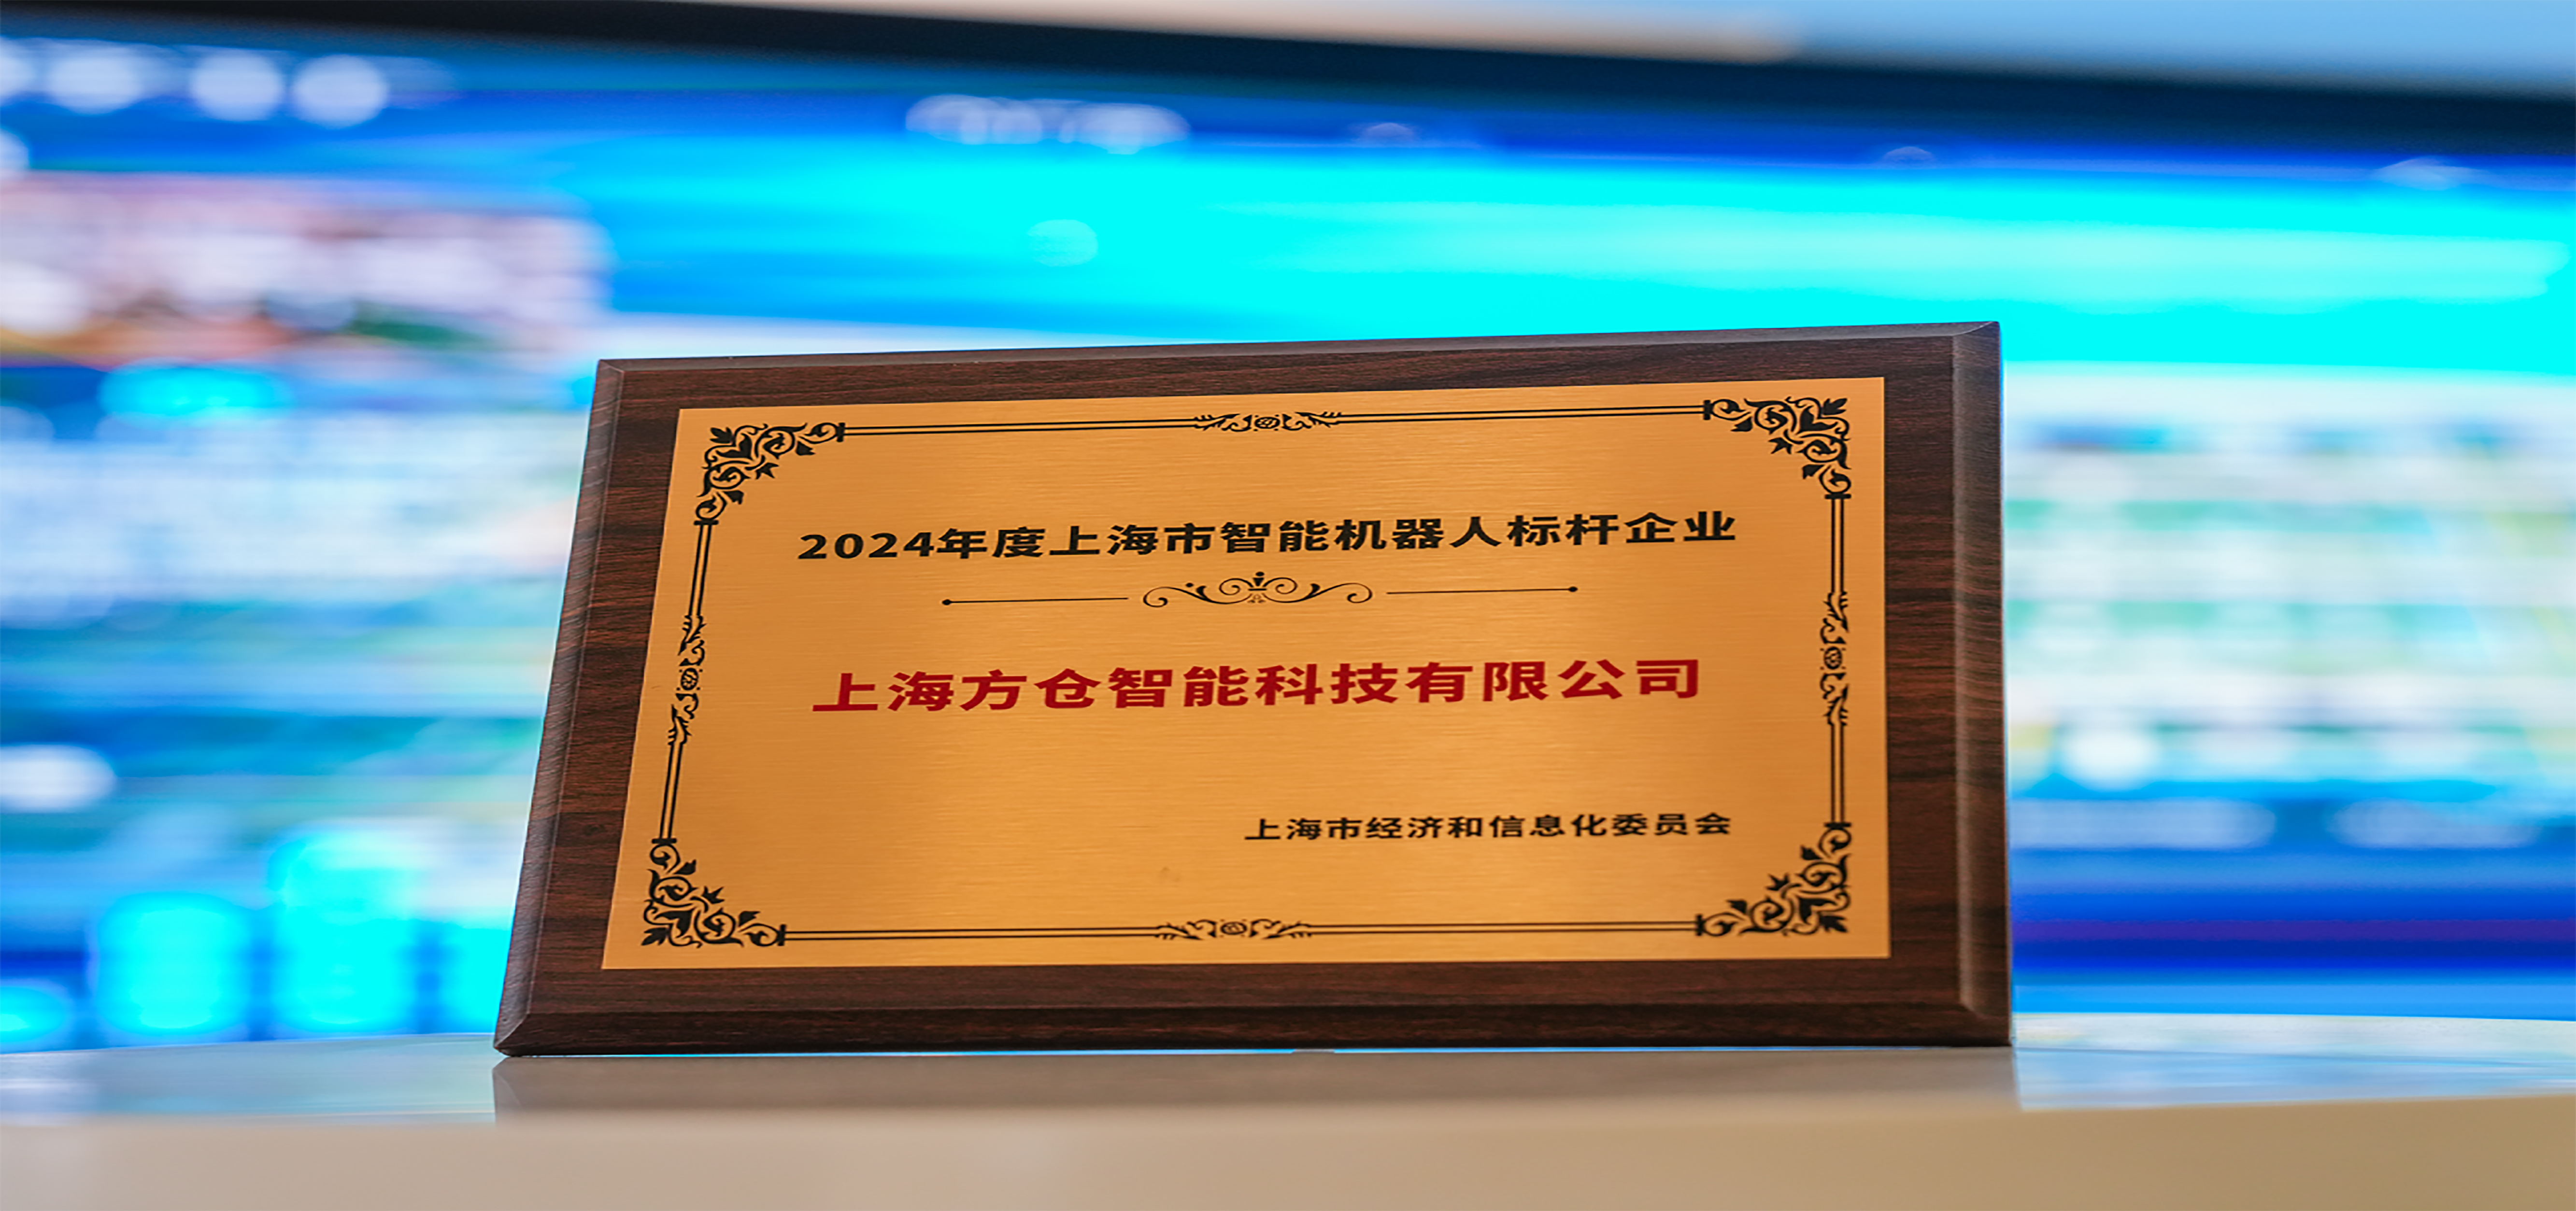 2024年度上海市智能机器人标杆企业
上海方仓智能科技有限公司
上海市经济和信息化委员会